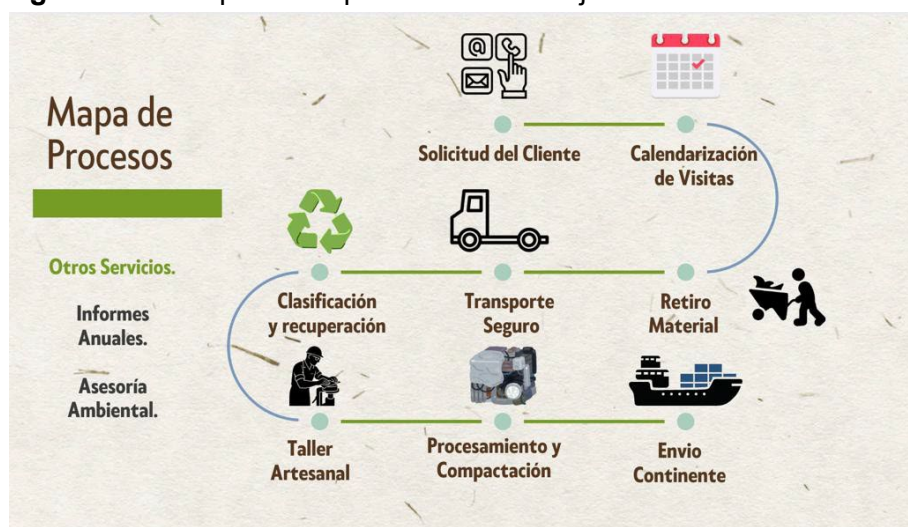 Mapa de
Procesos
Otros Servicios.
Informes
Anuales.
Asesoría
Ambiental.
@
Solicitud del Cliente
Calendarización
de Visitas
Clasificación
y recuperación
Transporte
Seguro
Retiro
Material
Taller
Artesanal
Procesamiento y
Compactación
Envio
Continente